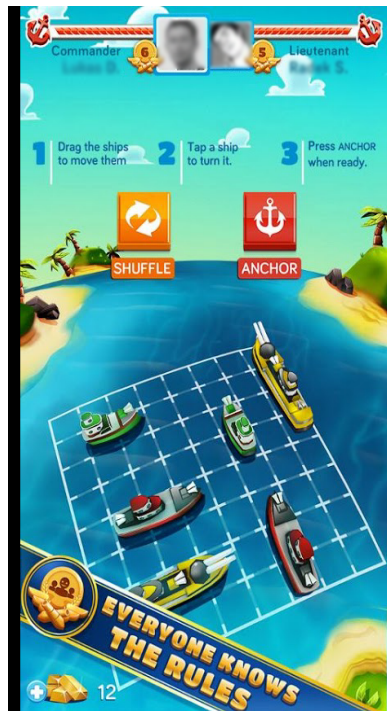 Commander
6
5
Lieutenant
1
Drag the ships
to move them
2
Tap a ship
to turn it.
3
Press ANCHOR
when ready.
SHUFFLE
ANCHOR
EVERYONE KNOWS
THE RULES
12